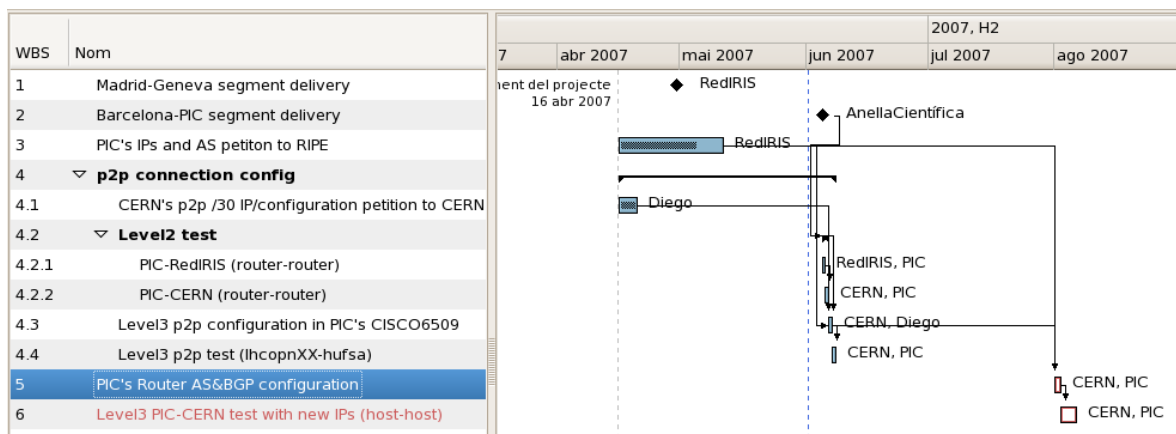 2007, H2
WBS Nom
7 abr 2007 mai 2007 jun 2007 jul 2007 ago 2007
1 Madrid-Geneva segment delivery
ment del projecte
16 abr 2007
RedIRIS
2 Barcelona-PIC segment delivery AnellaCientífica
3 PIC's IPs and AS petiton to RIPE RedIRIS
4 p2p connection config
4.1 CERN's p2p /30 IP/configuration petition to CERN Diego
4.2 Level2 test
4.2.1 PIC-RedIRIS (router-router) RedIRIS, PIC
4.2.2 PIC-CERN (router-router) CERN, PIC
4.3 Level3 p2p configuration in PIC's CISCO6509 CERN, Diego
4.4 Level3 p2p test (lhcopnXX-hufsa) CERN, PIC
5 PIC's Router AS&BGP configuration CERN, PIC
6 Level3 PIC-CERN test with new IPs (host-host) CERN, PIC